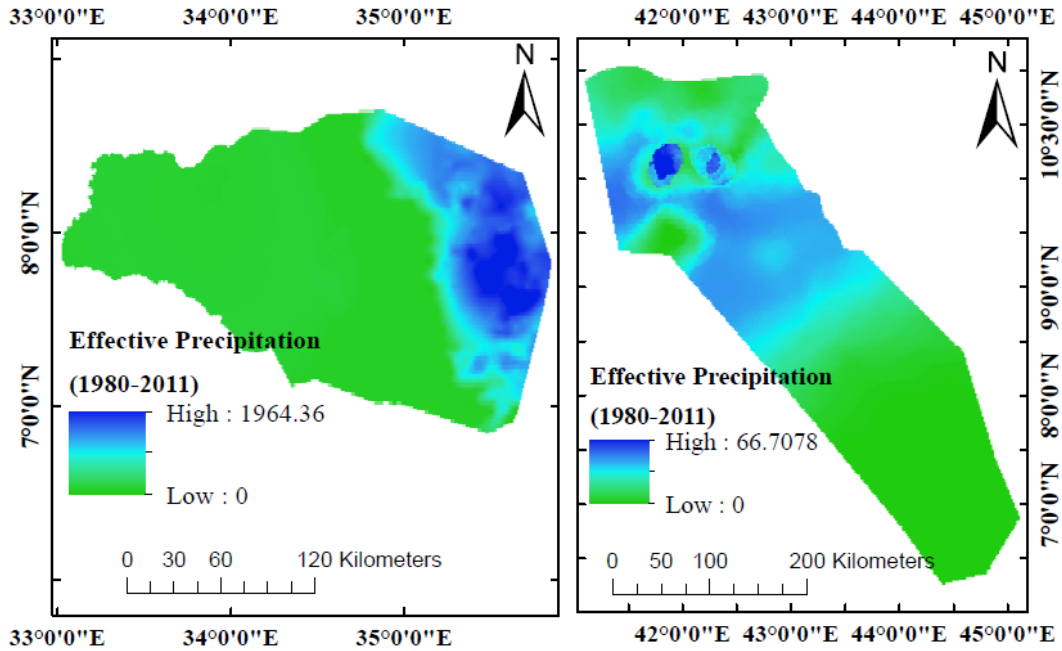 33°0'0"E 34°0'0"E 35°0'0"E
42°0'0"E 43°0'0"E 44°0'0"E 45°0'0"E
N
8°0'0"N
7°0'0"N
Effective Precipitation
(1980-2011)
High : 1964.36
Low : 0
0 30 60 120 Kilometers
33°0'0"E 34°0'0"E 35°0'0"E
N
10°30'0"N
9°0'0"N
8°0'0"N
7°0'0"N
Effective Precipitation
(1980-2011)
High : 66.7078
Low : 0
0 50 100 200 Kilometers
42°0'0"E 43°0'0"E 44°0'0"E 45°0'0"E